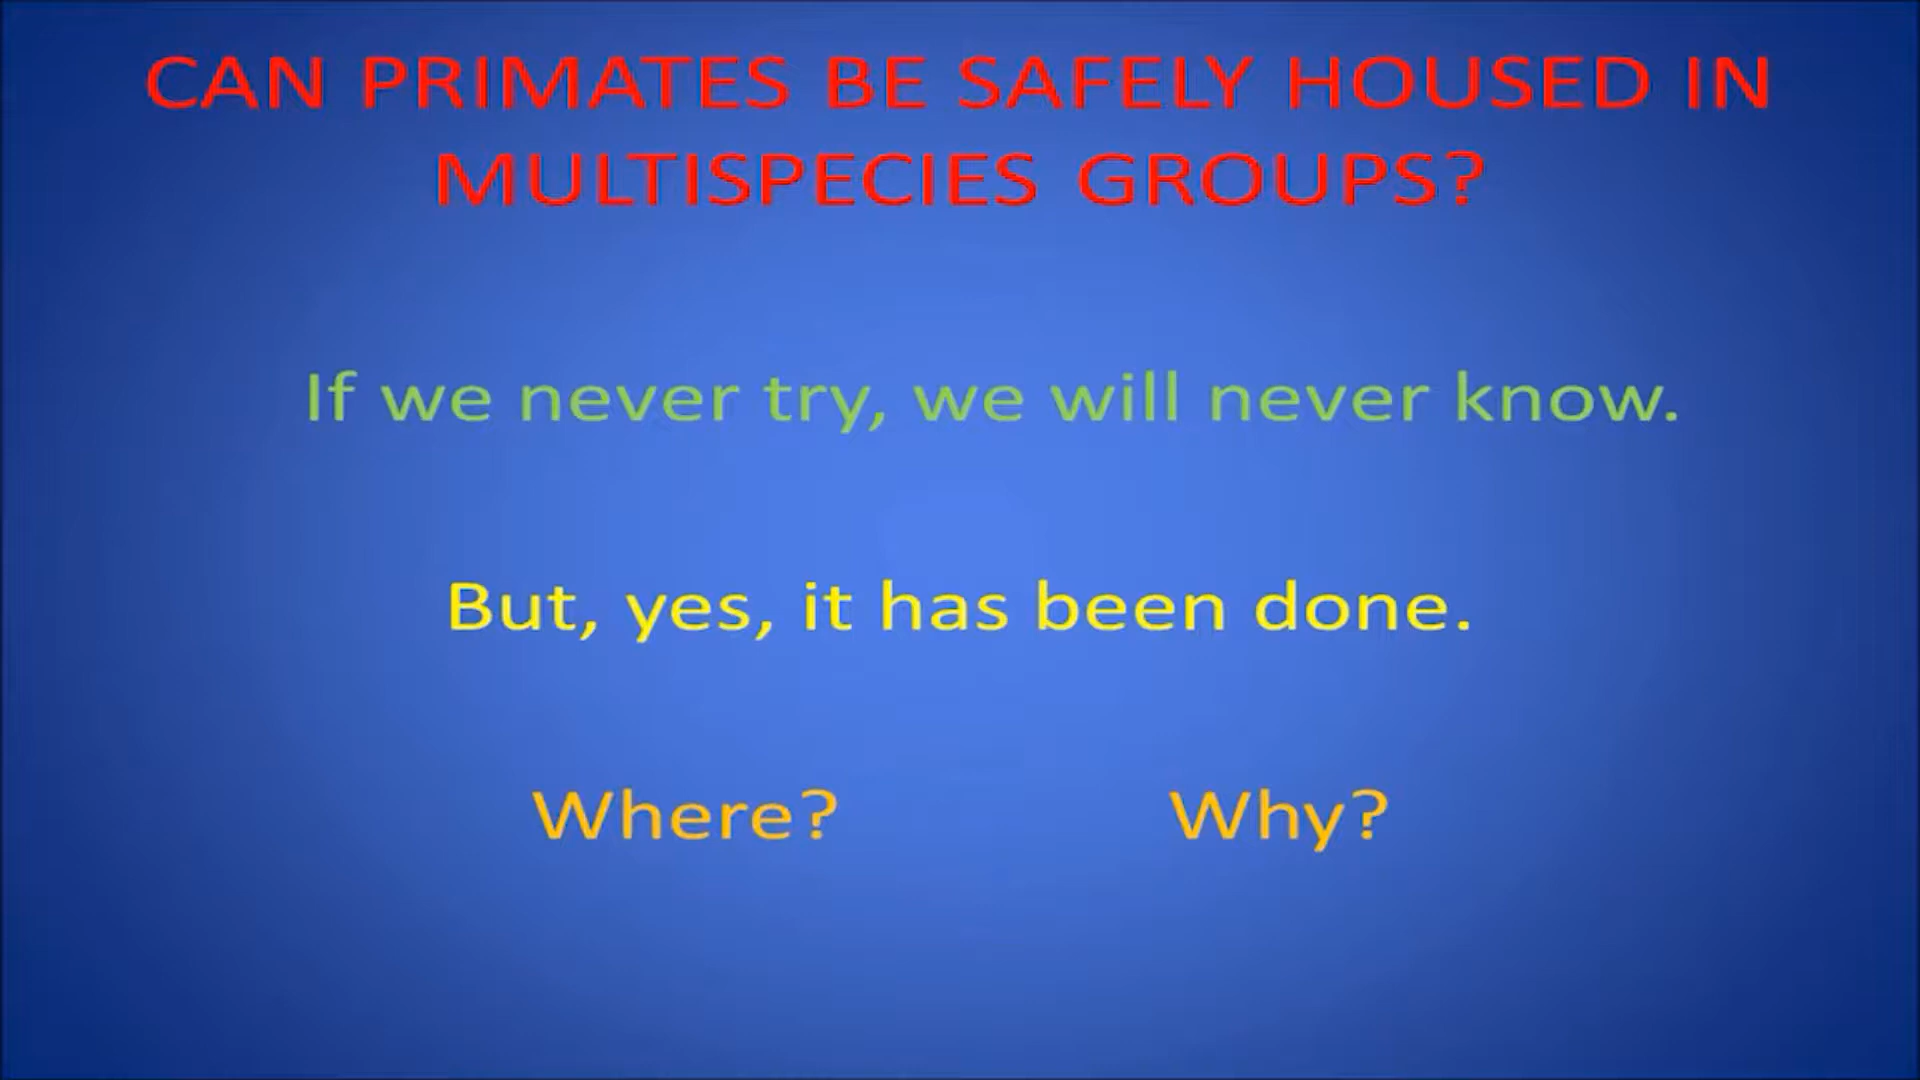 CAN PRIMATES BE SAFELY HOUSED IN
MULTISPECIES GROUPS?
If we never try, we will never know.
But, yes, it has been done.
Where? Why?